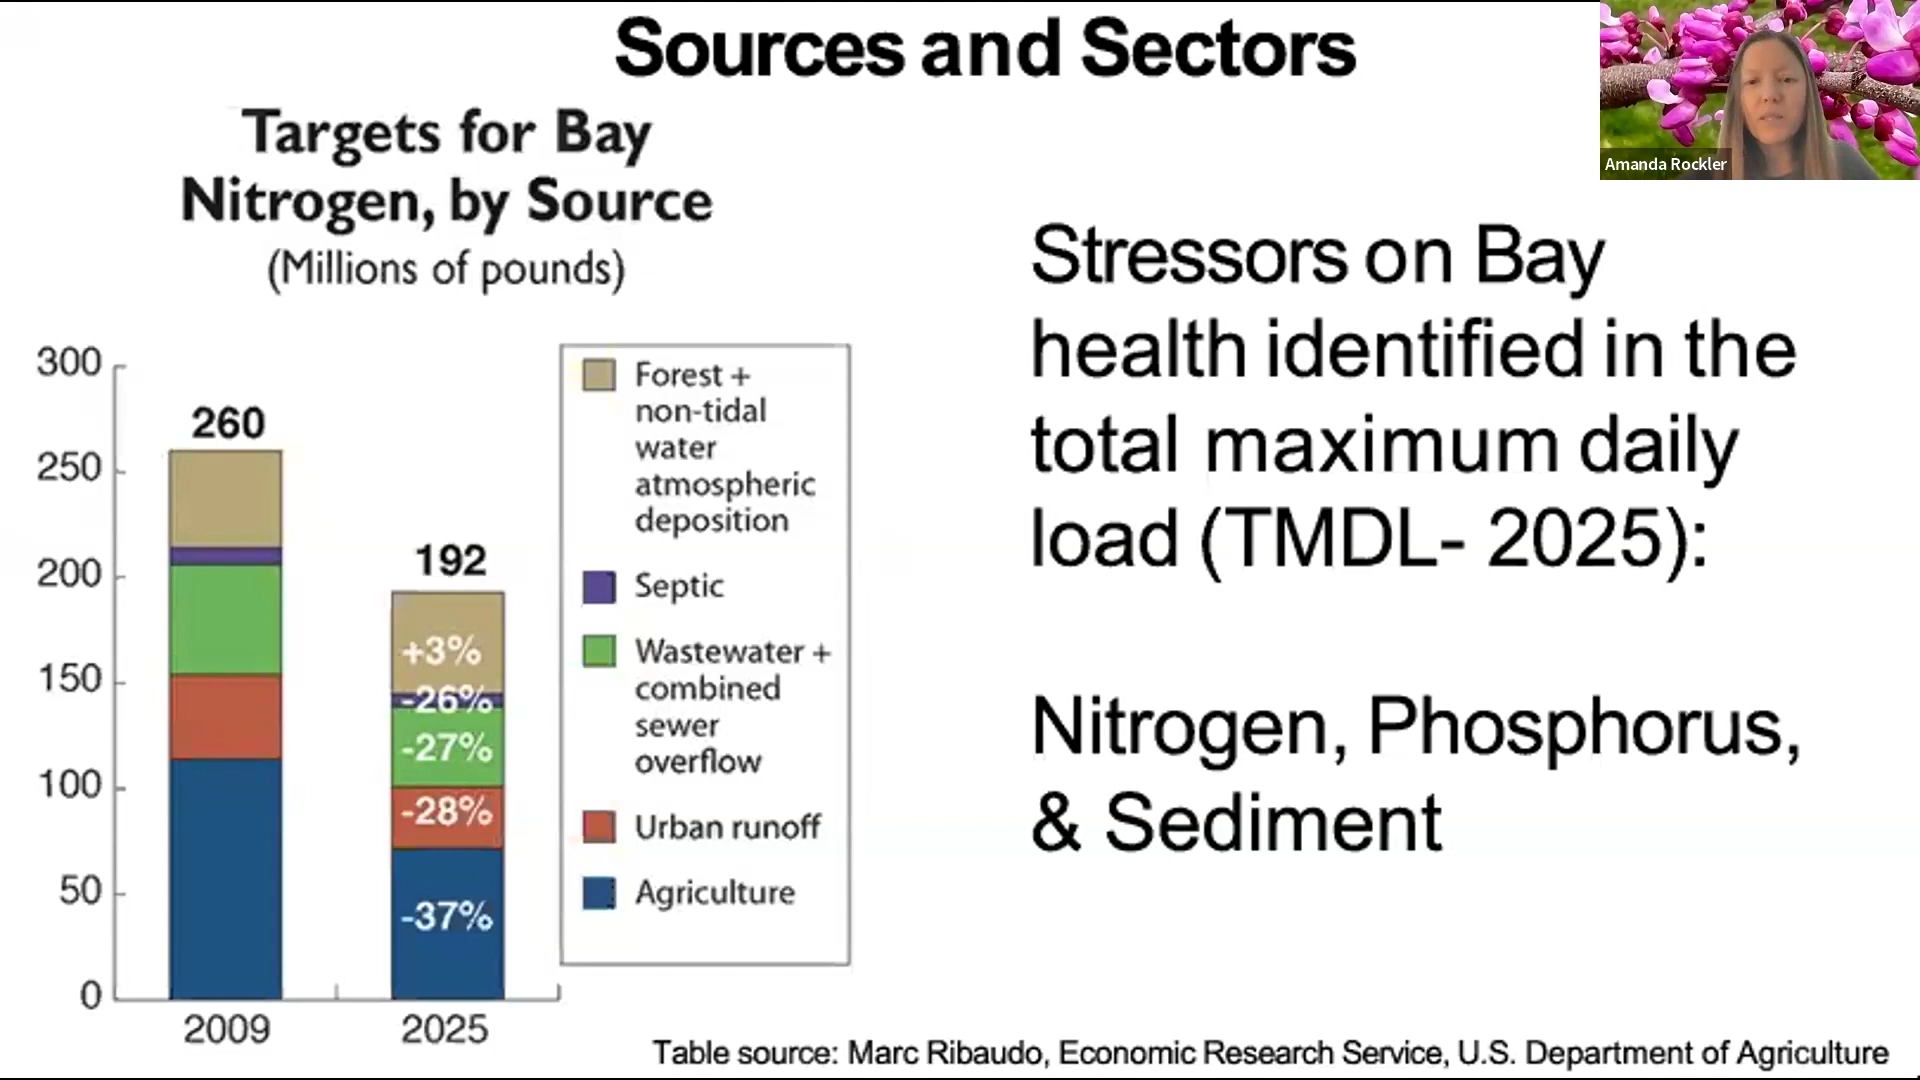 Sources and Sectors
Amanda Rockler
Targets for Bay
Nitrogen, by Source
(Millions of pounds)
300
250
200
150
100
50
0
260
192
+3%
-26%
-27%
-28%
-37%
2009
2025
Forest +
non-tidal
water
atmospheric
deposition
Septic
Wastewater +
combined
sewer
overflow
Urban runoff
Agriculture
Stressors on Bay
health identified in the
total maximum daily
load (TMDL- 2025):
Nitrogen, Phosphorus,
& Sediment
Table source: Marc Ribaudo, Economic Research Service, U.S. Department of Agriculture